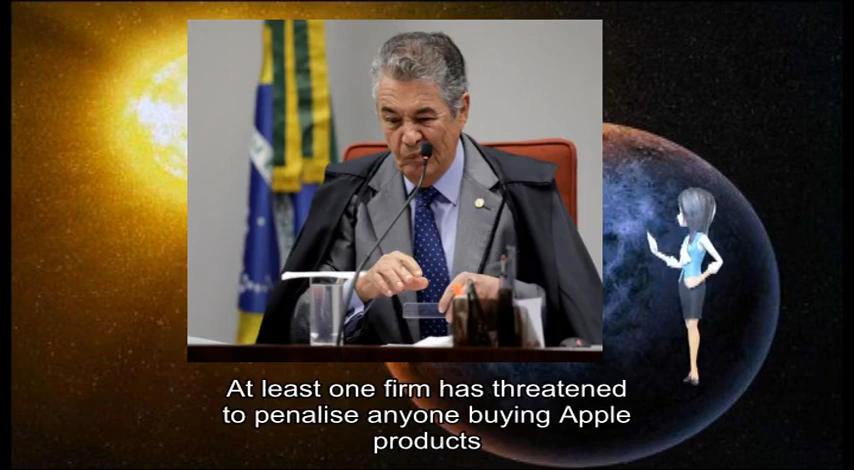 At least one firm has threatened
to penalise anyone buying Apple
products